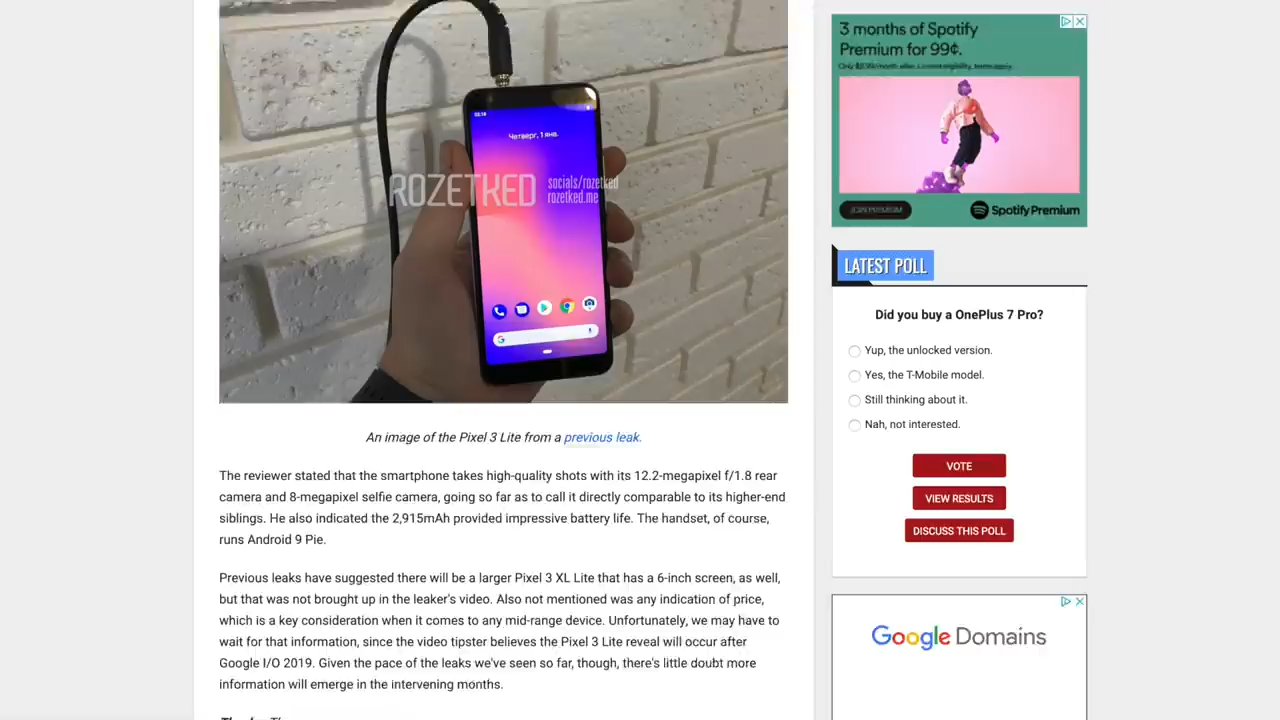 3 months of Spotify
Premium for 99¢.
02:18
Четверг, 1 янв.
ROZETKED
socials/rozetked
rozetked.me
JOIN PREMIUM
Spotify Premium
LATEST POLL
Did you buy a OnePlus 7 Pro?
Yup, the unlocked version.
Yes, the T-Mobile model.
Still thinking about it.
Nah, not interested.
VOTE
VIEW RESULTS
DISCUSS THIS POLL
An image of the Pixel 3 Lite from a previous leak.
The reviewer stated that the smartphone takes high-quality shots with its 12.2-megapixel f/1.8 rear
camera and 8-megapixel selfie camera, going so far as to call it directly comparable to its higher-end
siblings. He also indicated the 2,915mAh provided impressive battery life. The handset, of course,
runs Android 9 Pie.
Previous leaks have suggested there will be a larger Pixel 3 XL Lite that has a 6-inch screen, as well,
but that was not brought up in the leaker's video. Also not mentioned was any indication of price,
which is a key consideration when it comes to any mid-range device. Unfortunately, we may have to
wait for that information, since the video tipster believes the Pixel 3 Lite reveal will occur after
Google I/O 2019. Given the pace of the leaks we've seen so far, though, there's little doubt more
information will emerge in the intervening months.
Google Domains